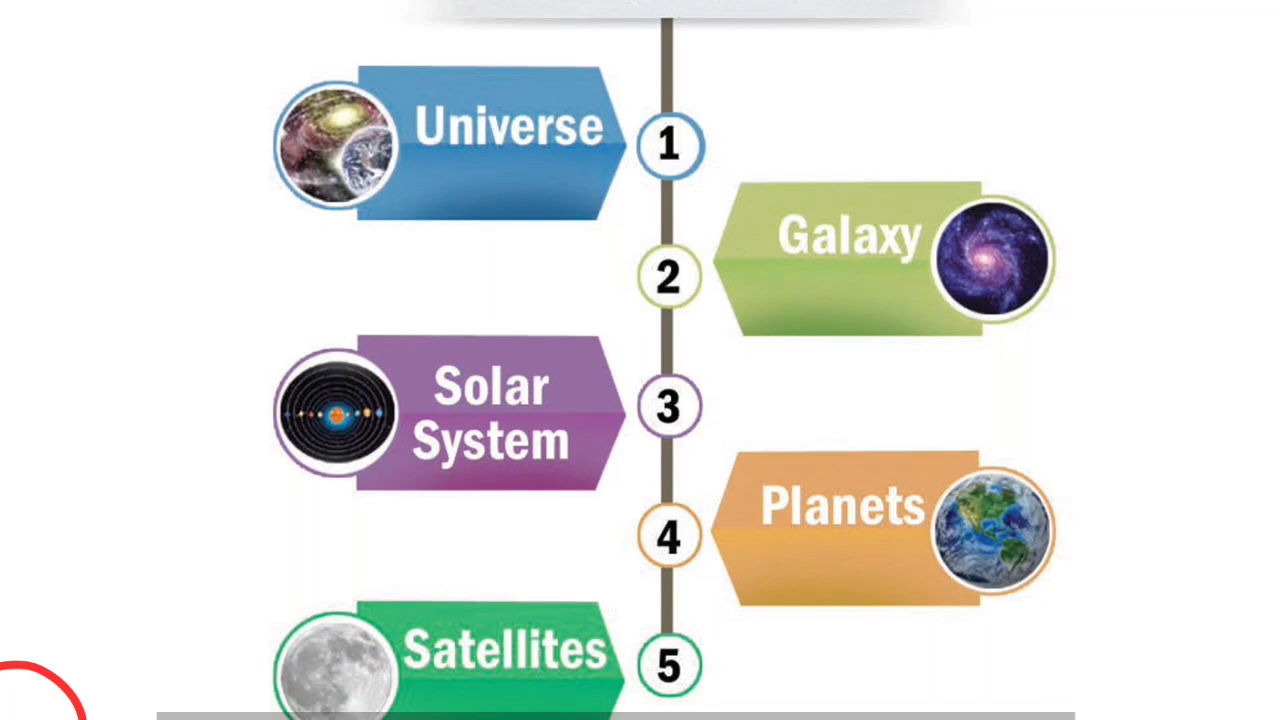 Universe
1
Galaxy
2
Solar
System
3
Planets
4
Satellites
5